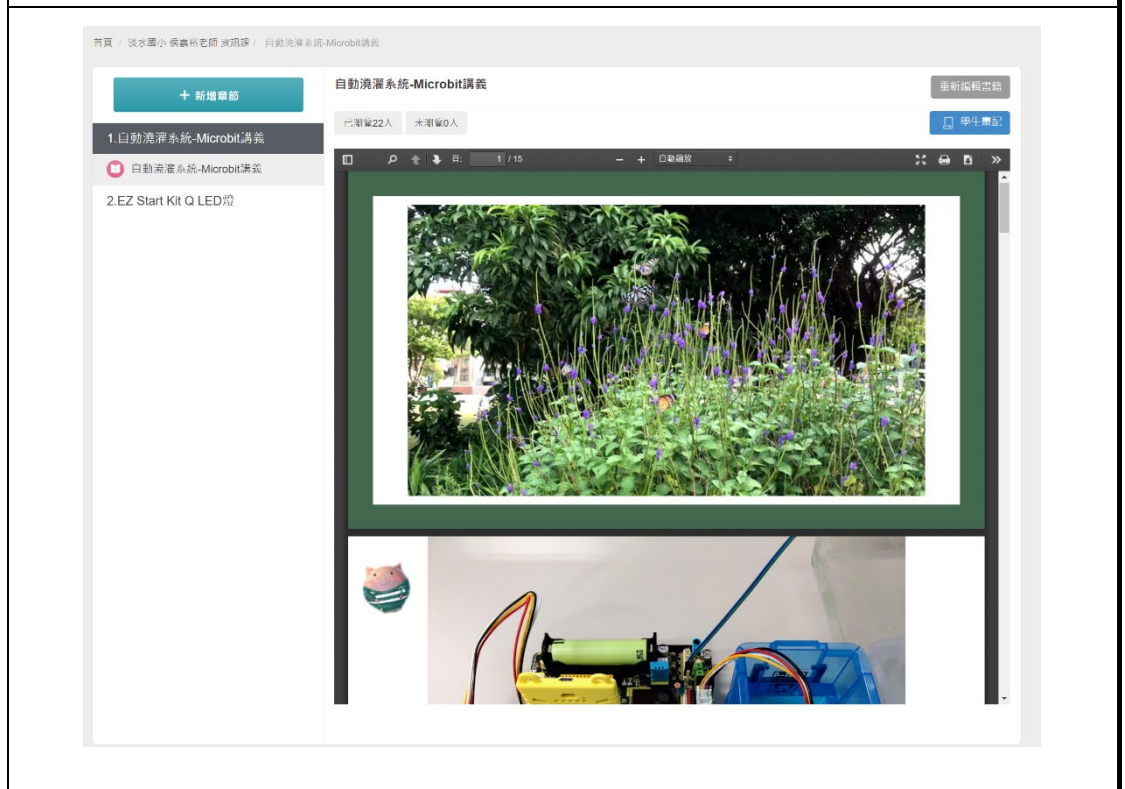 首頁 / 淡水國小 侯嘉裕老師 資訊課 / 自動澆灌系統-Microbit講義
+ 新增章節
1.自動澆灌系統-Microbit講義
自動澆灌系統-Microbit講義
2.EZ Start Kit Q LED燈
自動澆灌系統-Microbit講義
重新編輯書籍
已瀏覽22人 未瀏覽0人
學生畫記
頁: 1 / 15
自動縮放